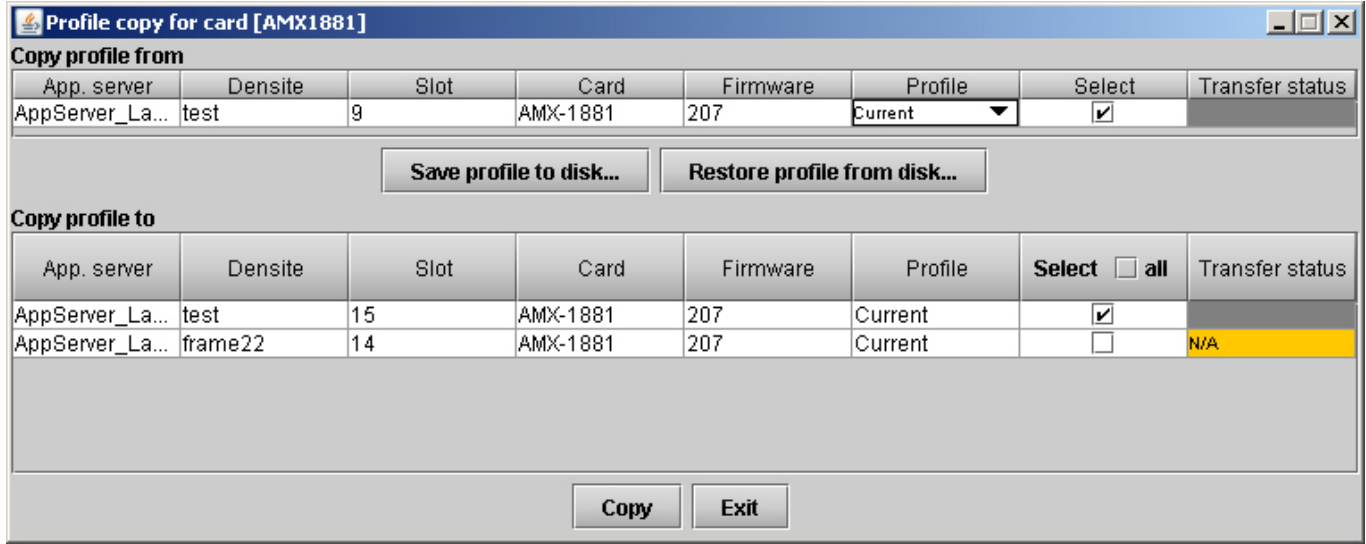 Profile copy for card [AMX1881]
Copy profile from
App. server Densite Slot Card Firmware Profile Select Transfer status
AppServer_La... test 9 AMX-1881 207 Current
Save profile to disk... Restore profile from disk...
Copy profile to
App. server Densite Slot Card Firmware Profile Select all Transfer status
AppServer_La... test 15 AMX-1881 207 Current
AppServer_La... frame22 14 AMX-1881 207 Current N/A
Copy Exit